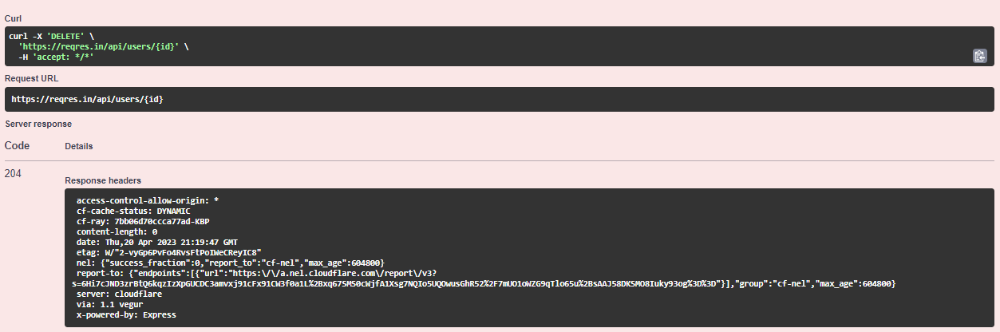 Curl
curl -X 'DELETE' \
'https://reqres.in/api/users/{id}' \
-H 'accept: */*'
Request URL
https://reqres.in/api/users/{id}
Server response
Code Details
204
Response headers
access-control-allow-origin: *
cf-cache-status: DYNAMIC
cf-ray: 7bb06d70ccca77ad-KBP
content-length: 0
date: Thu,20 Apr 2023 21:19:47 GMT
etag: W/"2-vyGp6PvFo4RvsFtPoIWeCReyIC8"
nel: {"success_fraction":0,"report_to":"cf-nel","max_age":604800}
report-to: {"endpoints":[{"url":"https:\/\/a.nel.cloudflare.com\/report\/v3?
s=6Hi7cJND3zrBtQ6kqzIzXpGUCDC3amvxj91cFx91CW3f0a1L%2Bxq675MS0cWjfA1Xsg7NQIo5UQOwusGhR52%2F7mUO1oWZG9qTlo65u%2BsAAJ58DKSMO8Iuky93og%3D%3D"}],"group":"cf-nel","max_age":604800}
server: cloudflare
via: 1.1 vegur
x-powered-by: Express